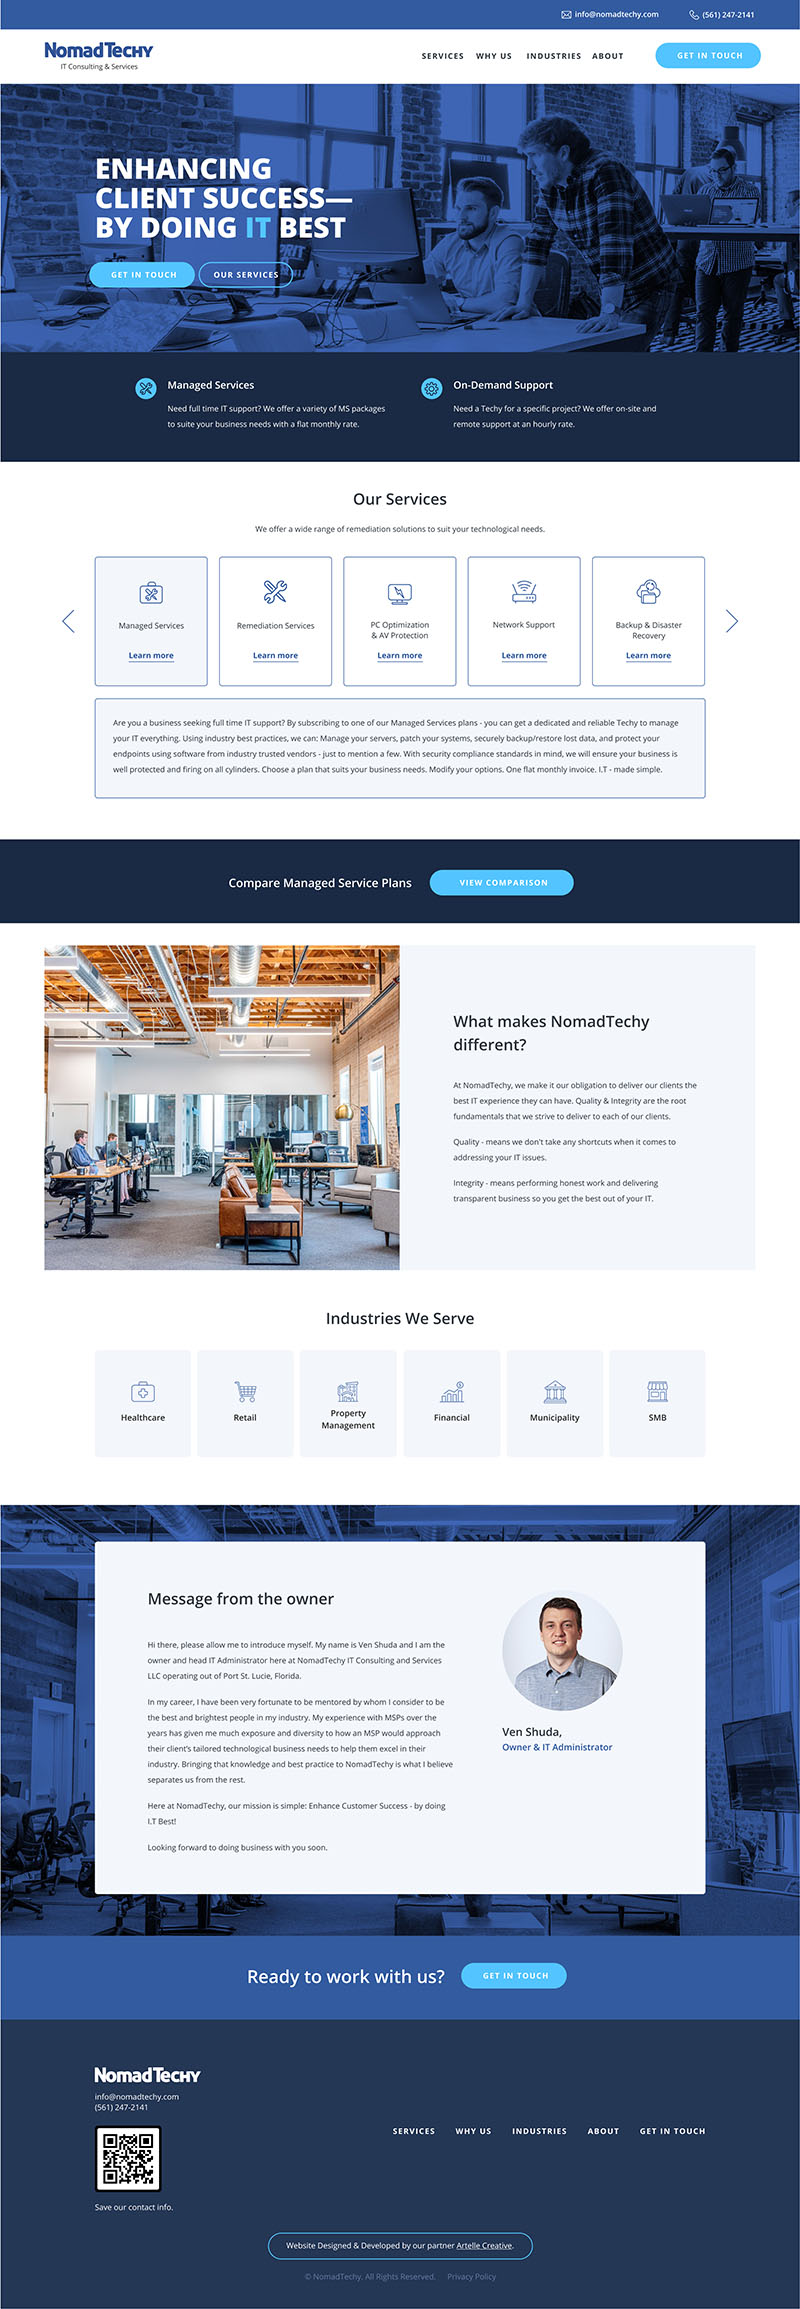 info@nomadtechy.com (561) 247-2141
NomadTechy
IT Consulting & Services
SERVICES WHY US INDUSTRIES ABOUT GET IN TOUCH
ENHANCING
CLIENT SUCCESS—
BY DOING IT BEST
GET IN TOUCH OUR SERVICES
Managed Services
Need full time IT support? We offer a variety of MS packages
to suite your business needs with a flat monthly rate.
On-Demand Support
Need a Techy for a specific project? We offer on-site and
remote support at an hourly rate.
Our Services
We offer a wide range of remediation solutions to suit your technological needs.
Managed Services
Learn more
Remediation Services
Learn more
PC Optimization
& AV Protection
Learn more
Network Support
Learn more
Backup & Disaster
Recovery
Learn more
Are you a business seeking full time IT support? By subscribing to one of our Managed Services plans - you can get a dedicated and reliable Techy to manage
your IT everything. Using industry best practices, we can: Manage your servers, patch your systems, securely backup/restore lost data, and protect your
endpoints using software from industry trusted vendors - just to mention a few. With security compliance standards in mind, we will ensure your business is
well protected and firing on all cylinders. Choose a plan that suits your business needs. Modify your options. One flat monthly invoice. I.T - made simple.
Compare Managed Service Plans VIEW COMPARISON
What makes NomadTechy
different?
At NomadTechy, we make it our obligation to deliver our clients the
best IT experience they can have. Quality & Integrity are the root
fundamentals that we strive to deliver to each of our clients.
Quality - means we don't take any shortcuts when it comes to
addressing your IT issues.
Integrity - means performing honest work and delivering
transparent business so you get the best out of your IT.
Industries We Serve
Healthcare
Retail
Property
Management
Financial
Municipality
SMB
Message from the owner
Hi there, please allow me to introduce myself. My name is Ven Shuda and I am the
owner and head IT Administrator here at NomadTechy IT Consulting and Services
LLC operating out of Port St. Lucie, Florida.
In my career, I have been very fortunate to be mentored by whom I consider to be
the best and brightest people in my industry. My experience with MSPs over the
years has given me much exposure and diversity to how an MSP would approach
their client's tailored technological business needs to help them excel in their
industry. Bringing that knowledge and best practice to NomadTechy is what I believe
separates us from the rest.
Here at NomadTechy, our mission is simple: Enhance Customer Success - by doing
I.T Best!
Looking forward to doing business with you soon.
Ven Shuda,
Owner & IT Administrator
Ready to work with us? GET IN TOUCH
NomadTechy
info@nomadtechy.com
(561) 247-2141
Save our contact info.
SERVICES WHY US INDUSTRIES ABOUT GET IN TOUCH
Website Designed & Developed by our partner Artelle Creative.
© NomadTechy. All Rights Reserved. Privacy Policy